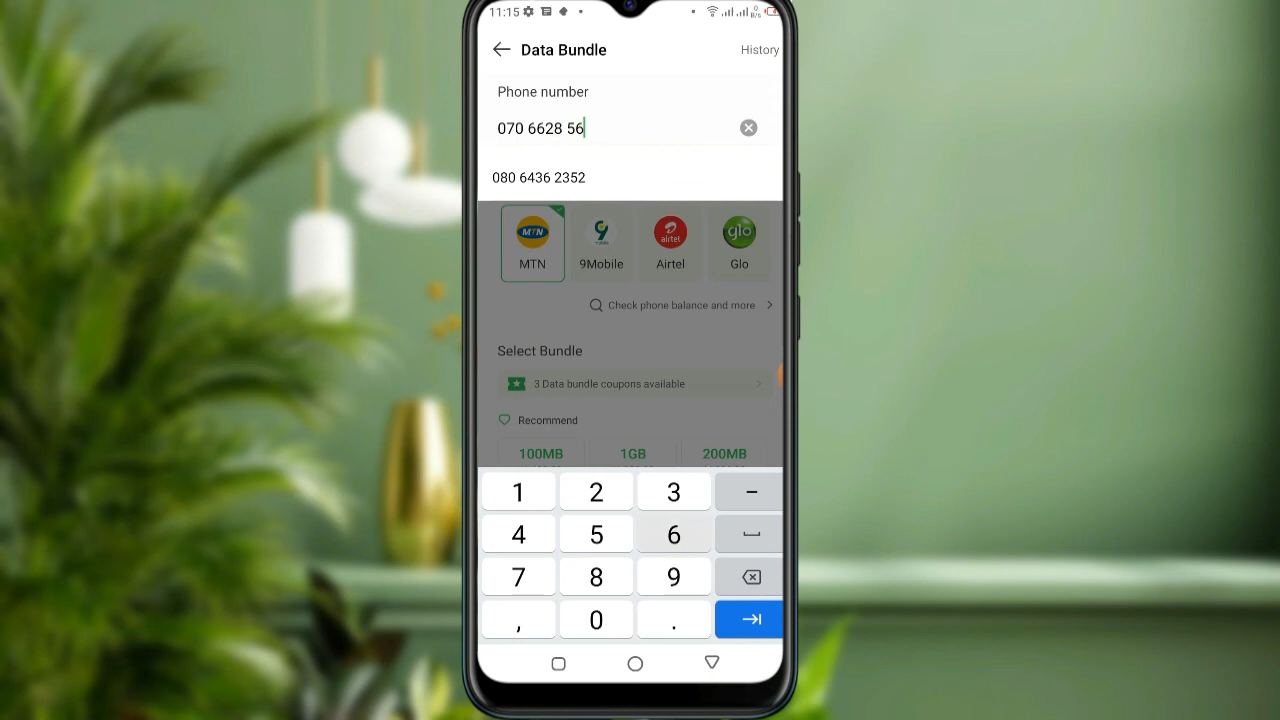 11:15
Data Bundle History
Phone number
070 6628 56
080 6436 2352
MTN 9 airtel glo
MTN 9Mobile Airtel Glo
Check phone balance and more
Select Bundle
3 Data bundle coupons available
Recommend
100MB 1GB 200MB
1 2 3 –
4 5 6
7 8 9
, 0 .